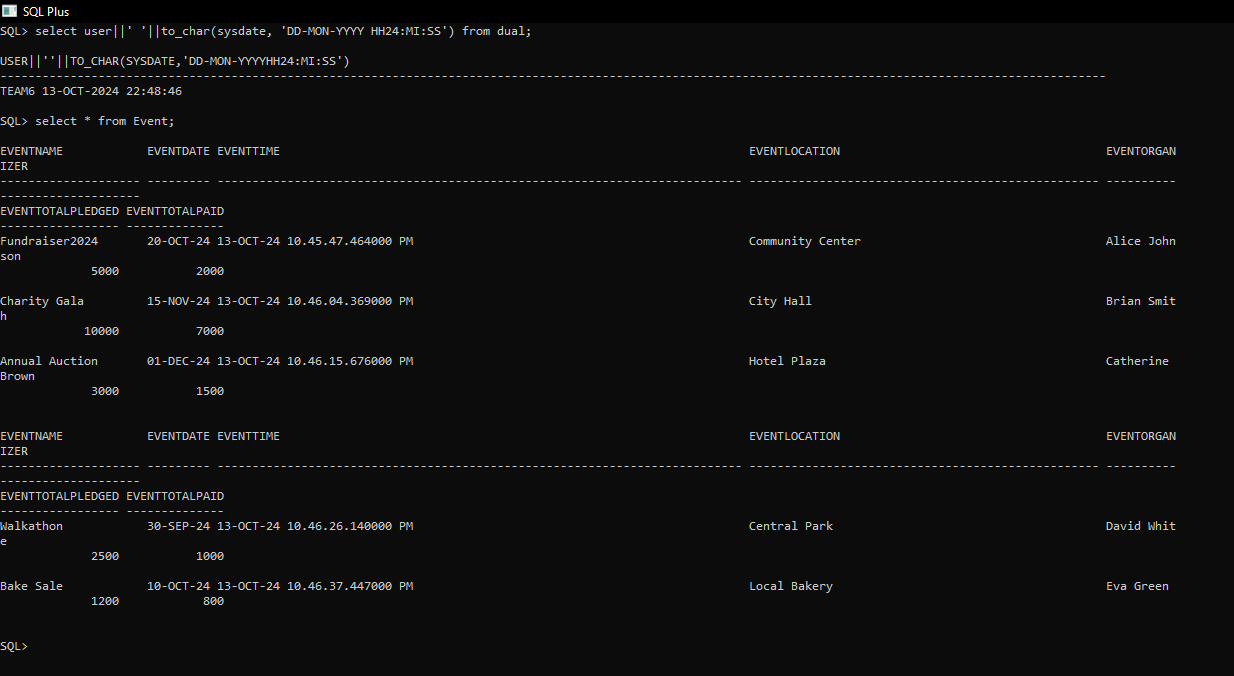 SQL Plus
SQL> select user||' '||to_char(sysdate, 'DD-MON-YYYY HH24:MI:SS') from dual;
USER||''||TO_CHAR(SYSDATE,'DD-MON-YYYYHH24:MI:SS')
--------------------------------------------------------------------------------------------------------------------------------------------------------------
TEAM6 13-OCT-2024 22:48:46
SQL> select * from Event;
EVENTNAME            EVENTDATE EVENTTIME                                                                   EVENTLOCATION                                      EVENTORGAN
IZER
-------------------- --------- --------------------------------------------------------------------------- -------------------------------------------------- ----------
--------------------
EVENTTOTALPLEDGED EVENTTOTALPAID
----------------- --------------
Fundraiser2024       20-OCT-24 13-OCT-24 10.45.47.464000 PM                                                Community Center                                   Alice John
son
             5000           2000
Charity Gala         15-NOV-24 13-OCT-24 10.46.04.369000 PM                                                City Hall                                          Brian Smit
h
            10000           7000
Annual Auction       01-DEC-24 13-OCT-24 10.46.15.676000 PM                                                Hotel Plaza                                        Catherine
Brown
             3000           1500
EVENTNAME            EVENTDATE EVENTTIME                                                                   EVENTLOCATION                                      EVENTORGAN
IZER
-------------------- --------- --------------------------------------------------------------------------- -------------------------------------------------- ----------
--------------------
EVENTTOTALPLEDGED EVENTTOTALPAID
----------------- --------------
Walkathon            30-SEP-24 13-OCT-24 10.46.26.140000 PM                                                Central Park                                       David Whit
e
             2500           1000
Bake Sale            10-OCT-24 13-OCT-24 10.46.37.447000 PM                                                Local Bakery                                       Eva Green
             1200            800
SQL>